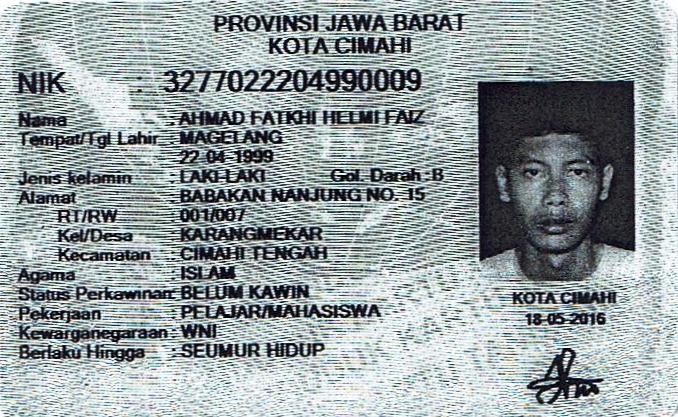 PROVINSI JAWA BARAT
KOTA CIMAHI
NIK : 3277022204990009
Nama : AHMAD FATKHI HELMI FAIZ
Tempat/Tgl Lahir : MAGELANG
22-04-1999
Jenis kelamin : LAKI-LAKI Gol. Darah :B
Alamat : BABAKAN NANJUNG NO. 15
RT/RW : 001/007
Kel/Desa : KARANGMEKAR
Kecamatan : CIMAHI TENGAH
Agama : ISLAM
Status Perkawinan: BELUM KAWIN
Pekerjaan : PELAJAR/MAHASISWA
Kewarganegaraan: WNI
Berlaku Hingga : SEUMUR HIDUP
KOTA CIMAHI
18-05-2016